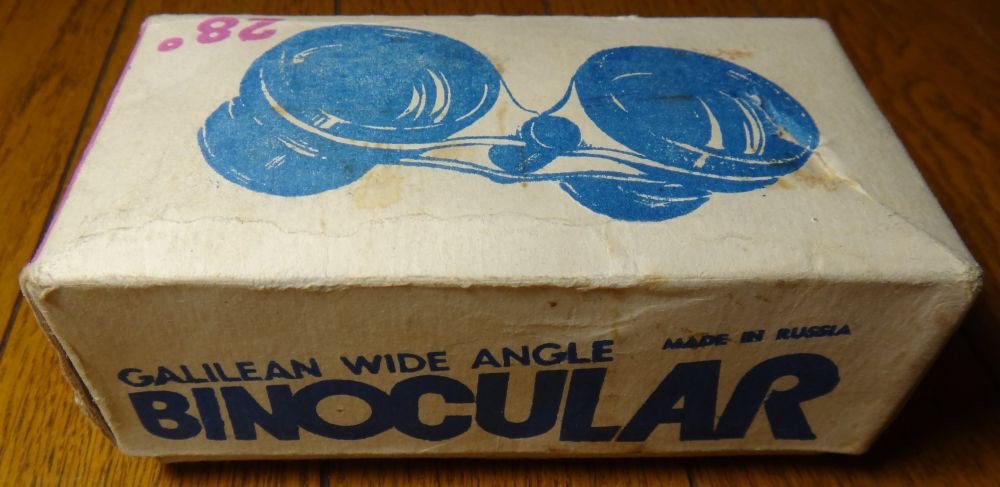 28°
GALILEAN WIDE ANGLE MADE IN RUSSIA
BINOCULAR